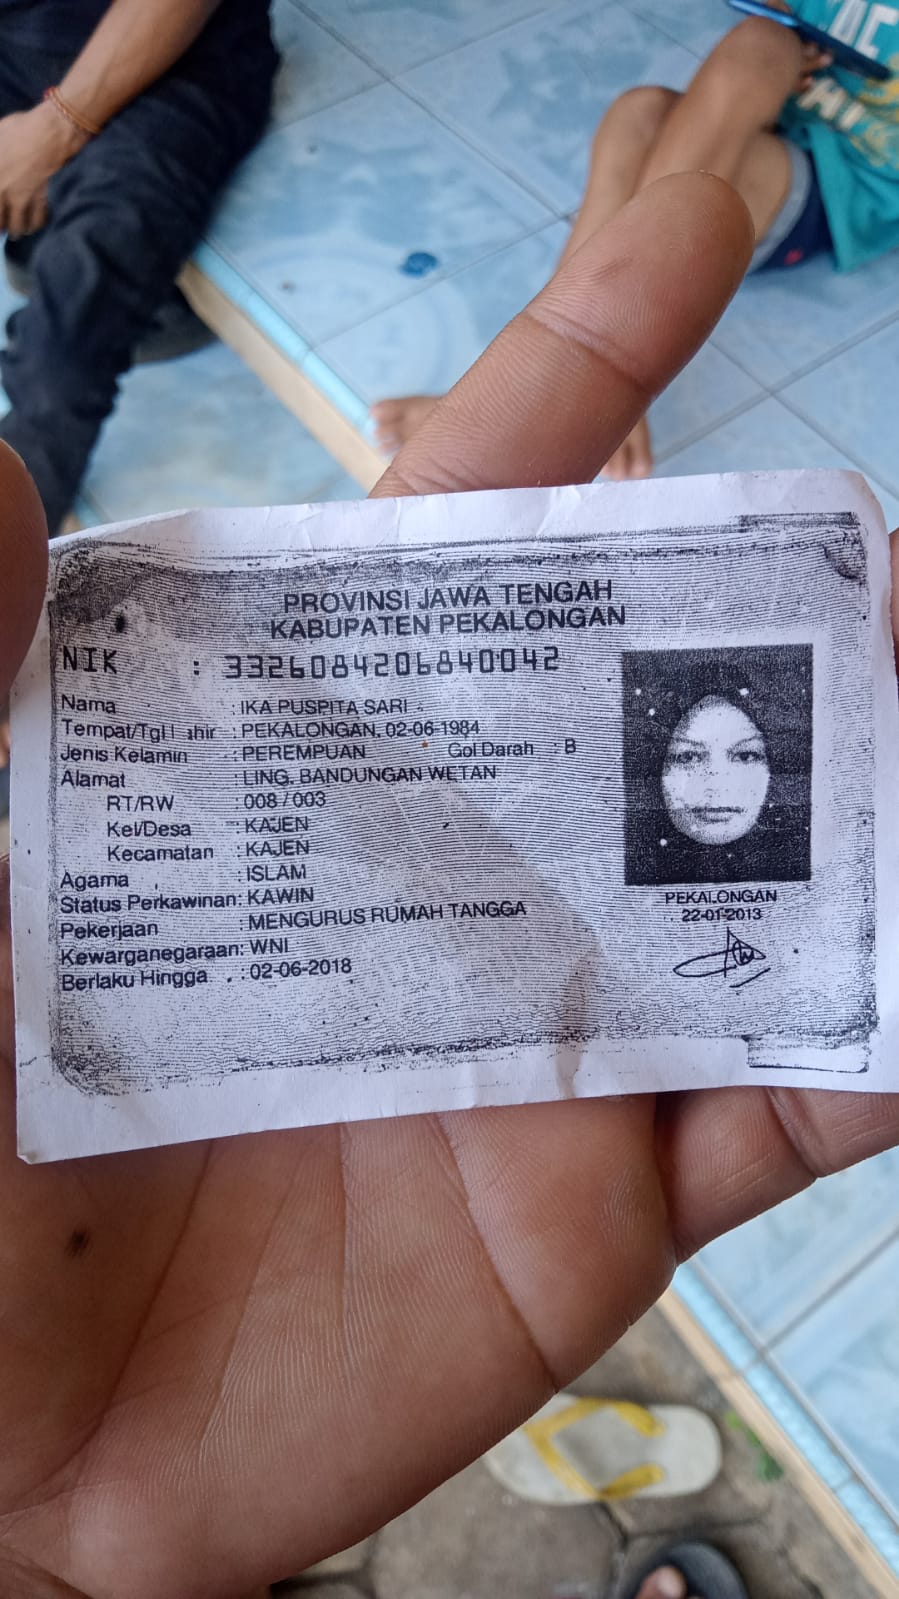 PROVINSI JAWA TENGAH
KABUPATEN PEKALONGAN
NIK : 3326084206840042
Nama : IKA PUSPITA SARI
Tempat/Tgl Lahir : PEKALONGAN, 02-06-1984
Jenis Kelamin : PEREMPUAN Gol Darah : B
Alamat : LING. BANDUNGAN WETAN
RT/RW : 008 / 003
Kel/Desa : KAJEN
Kecamatan : KAJEN
Agama : ISLAM
Status Perkawinan: KAWIN
Pekerjaan : MENGURUS RUMAH TANGGA
Kewarganegaraan: WNI
Berlaku Hingga : 02-06-2018
PEKALONGAN
22-01-2013